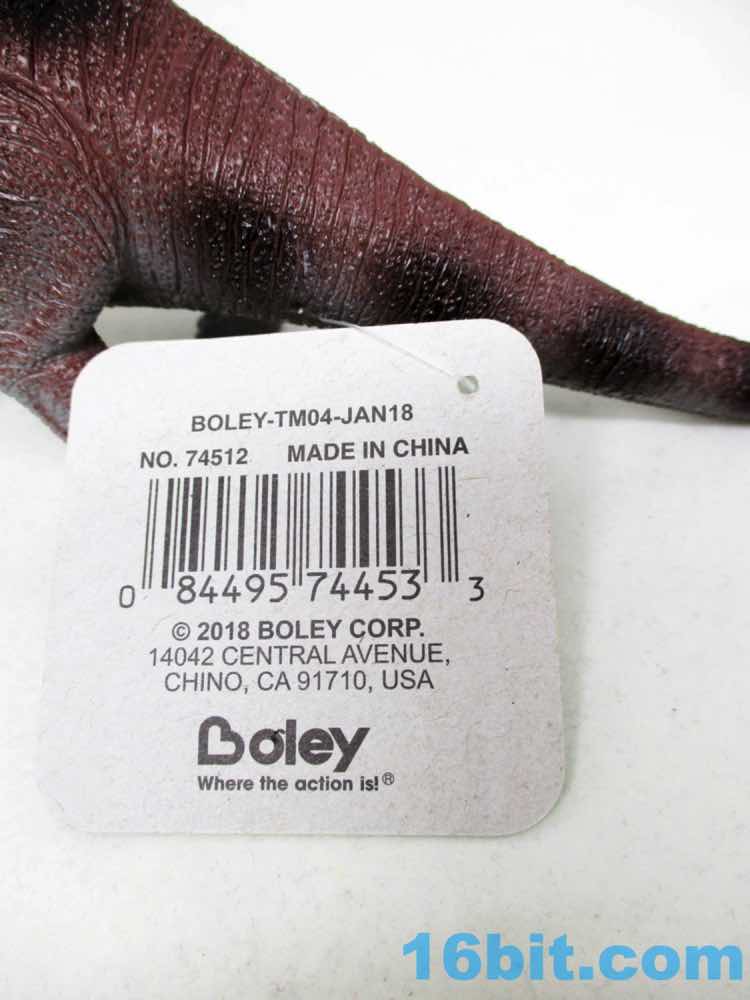 BOLEY-TM04-JAN18
NO. 74512 MADE IN CHINA
0 84495 74453 3
© 2018 BOLEY CORP.
14042 CENTRAL AVENUE,
CHINO, CA 91710, USA
Boley
Where the action is!®
16bit.com